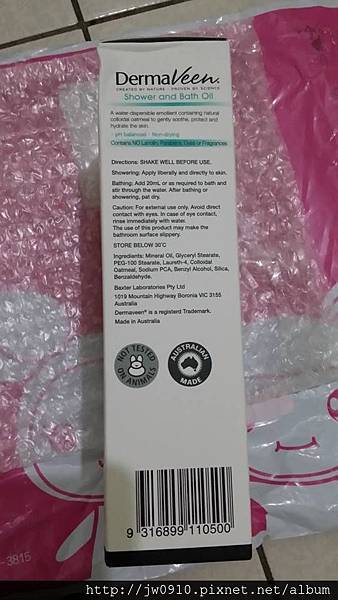 DermaVeen.
CREATED BY NATURE · PROVEN BY SCIENCE
Shower and Bath Oil
A water-dispersible emollient containing natural
colloidal oatmeal to gently soothe, protect and
hydrate the skin.
· pH balanced · Non-drying
Contains NO Lanolin, Parabens, Dyes or Fragrances
Directions: SHAKE WELL BEFORE USE.
Showering: Apply liberally and directly to skin.
Bathing: Add 20mL or as required to bath and
stir through the water. After bathing or
showering, pat dry.
Caution: For external use only. Avoid direct
contact with eyes. In case of eye contact,
rinse immediately with water.
The use of this product may make the
bathroom surface slippery.
STORE BELOW 30°C
Ingredients: Mineral Oil, Glyceryl Stearate,
PEG-100 Stearate, Laureth-4, Colloidal
Oatmeal, Sodium PCA, Benzyl Alcohol, Silica,
Benzaldehyde.
Baxter Laboratories Pty Ltd
1019 Mountain Highway Boronia VIC 3155
Australia
Dermaveen® is a registerd Trademark.
Made in Australia
NOT TESTED
ON ANIMALS
AUSTRALIAN
MADE
9 316899 110500
-3815
http://jw0910.pixnet.net/album